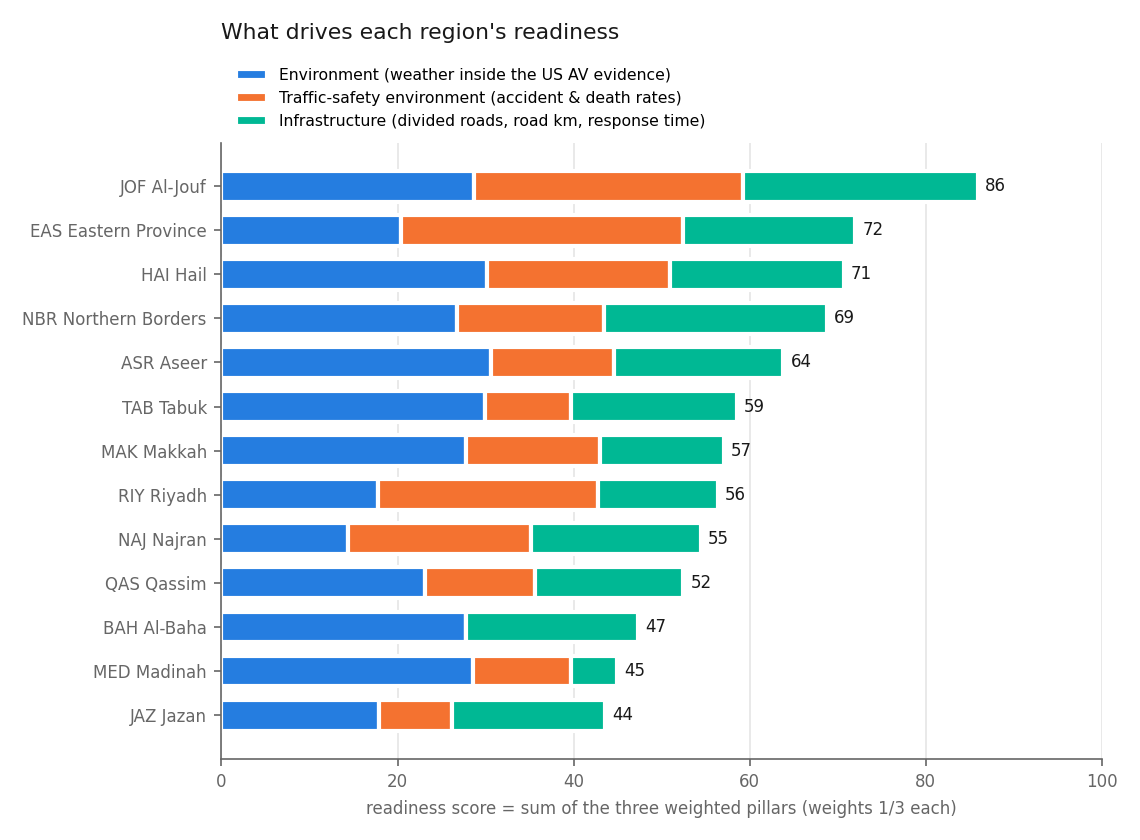 What drives each region's readiness
Environment (weather inside the US AV evidence)
Traffic-safety environment (accident & death rates)
Infrastructure (divided roads, road km, response time)
JOF Al-Jouf 86
EAS Eastern Province 72
HAI Hail 71
NBR Northern Borders 69
ASR Aseer 64
TAB Tabuk 59
MAK Makkah 57
RIY Riyadh 56
NAJ Najran 55
QAS Qassim 52
BAH Al-Baha 47
MED Madinah 45
JAZ Jazan 44
0 20 40 60 80 100
readiness score = sum of the three weighted pillars (weights 1/3 each)